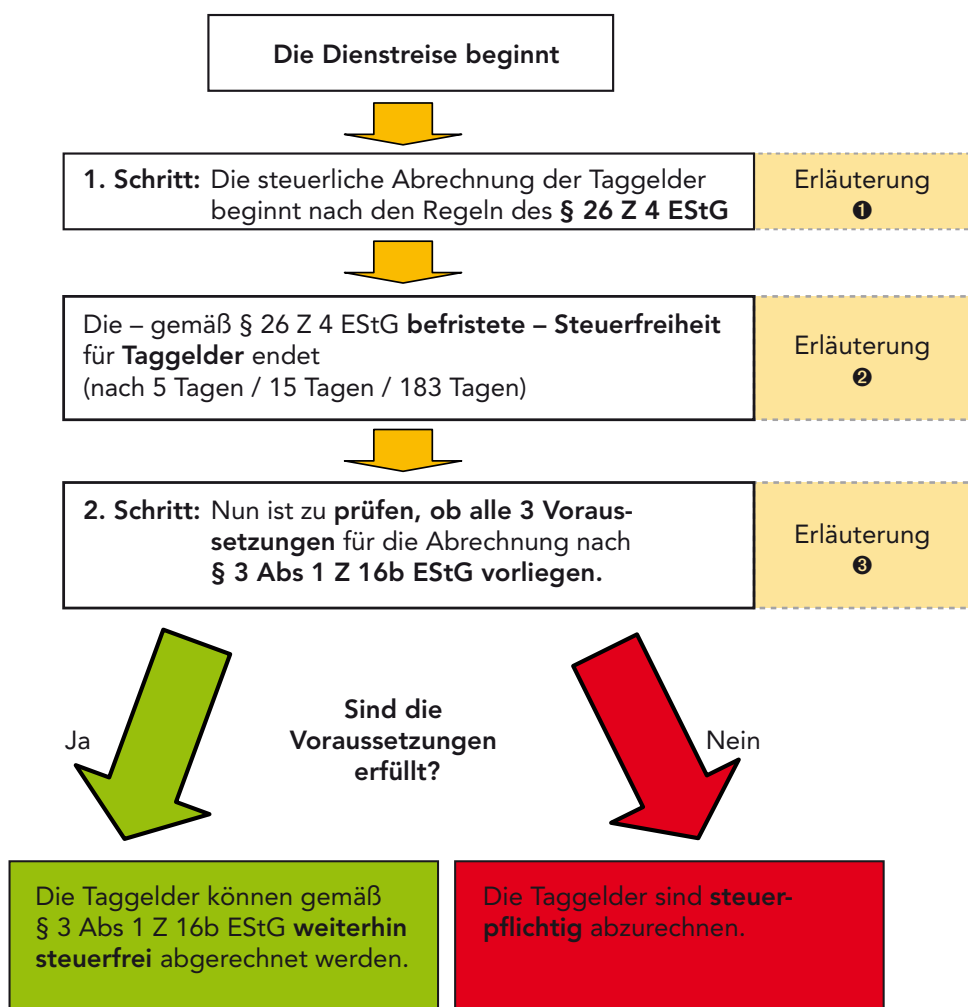 Die Dienstreise beginnt
1. Schritt: Die steuerliche Abrechnung der Taggelder
beginnt nach den Regeln des § 26 Z 4 EStG
Erläuterung
❶
Die – gemäß § 26 Z 4 EStG befristete – Steuerfreiheit
für Taggelder endet
(nach 5 Tagen / 15 Tagen / 183 Tagen)
Erläuterung
❷
2. Schritt: Nun ist zu prüfen, ob alle 3 Voraus-
setzungen für die Abrechnung nach
§ 3 Abs 1 Z 16b EStG vorliegen.
Erläuterung
❸
Sind die
Voraussetzungen
erfüllt?
Ja
Nein
Die Taggelder können gemäß
§ 3 Abs 1 Z 16b EStG weiterhin
steuerfrei abgerechnet werden.
Die Taggelder sind steuer-
pflichtig abzurechnen.